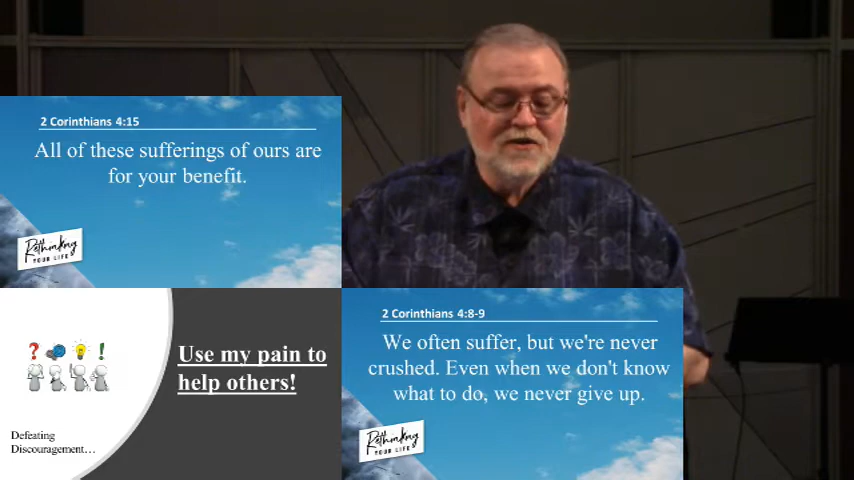 2 Corinthians 4:15
All of these sufferings of ours are
for your benefit.
Rethinking
YOUR LIFE
Use my pain to
help others!
Defeating
Discouragement…
2 Corinthians 4:8-9
We often suffer, but we're never
crushed. Even when we don't know
what to do, we never give up.
Rethinking
YOUR LIFE